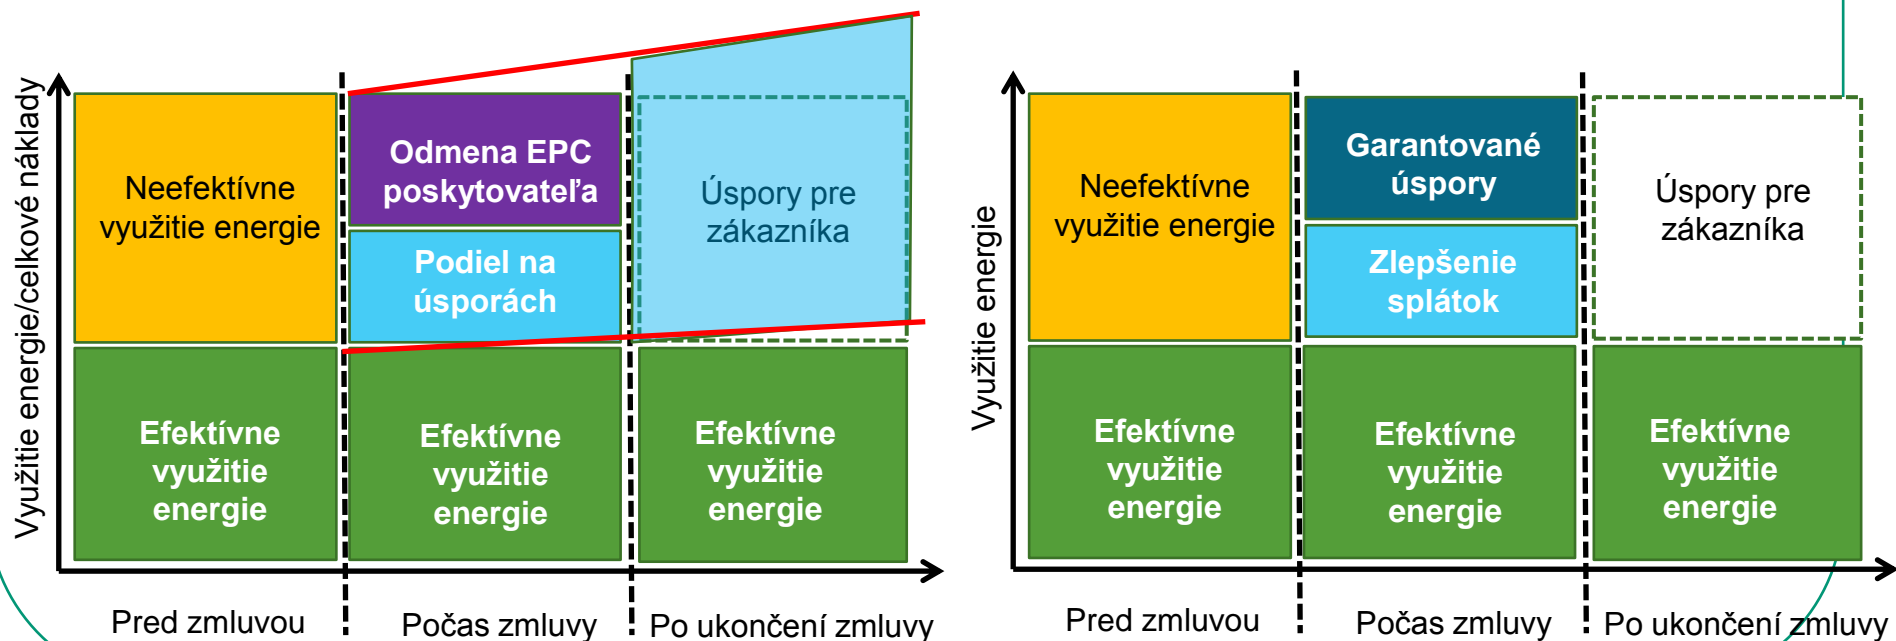 Využitie energie/celkové náklady
Neefektívne
využitie energie
Odmena EPC
poskytovateľa
Podiel na
úsporách
Úspory pre
zákazníka
Efektívne
využitie
energie
Efektívne
využitie
energie
Efektívne
využitie
energie
Pred zmluvou
Počas zmluvy
Po ukončení zmluvy
Využitie energie
Neefektívne
využitie energie
Garantované
úspory
Zlepšenie
splátok
Úspory pre
zákazníka
Efektívne
využitie
energie
Efektívne
využitie
energie
Efektívne
využitie
energie
Pred zmluvou
Počas zmluvy
Po ukončení zmluvy